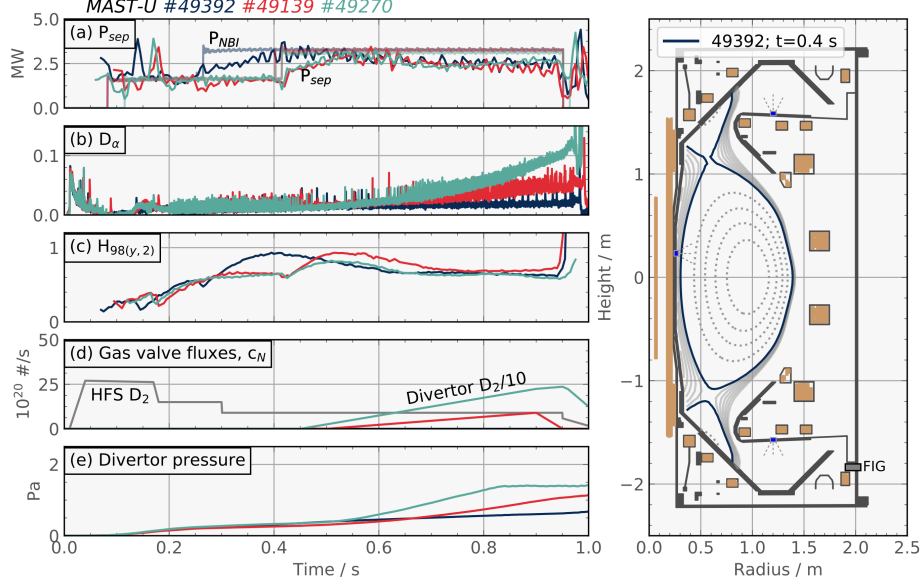 MAST-U #49392 #49139 #49270
(a) P_sep
P_NBI
P_sep
MW
5.0
2.5
0.0
(b) D_α
0.1
0.0
(c) H_98(y, 2)
1
0
(d) Gas valve fluxes, c_N
HFS D_2
Divertor D_2/10
10^20 #/s
50
25
0
(e) Divertor pressure
Pa
2
0
0.0 0.2 0.4 0.6 0.8 1.0
Time / s
49392; t=0.4 s
FIG
Height / m
2
1
0
−1
−2
0.0 0.5 1.0 1.5 2.0 2.5
Radius / m